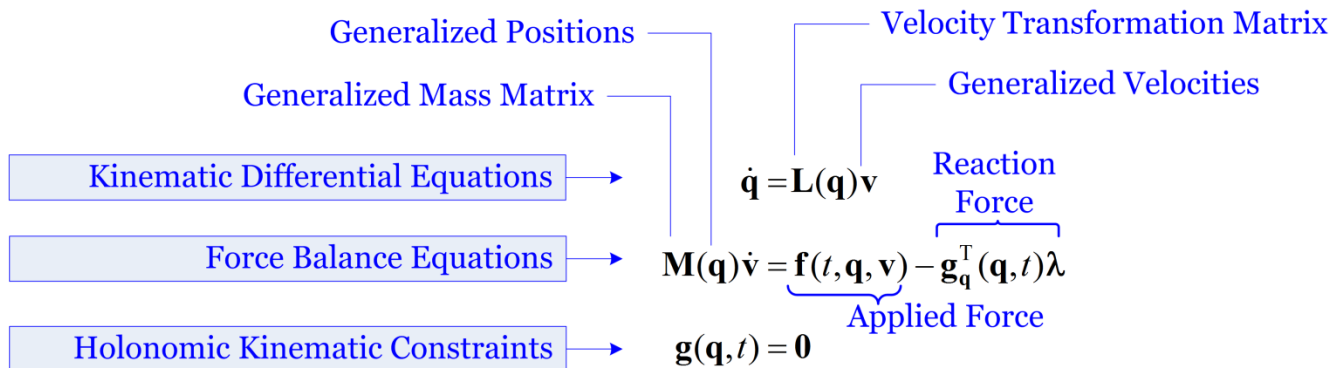 Generalized Positions
Velocity Transformation Matrix
Generalized Mass Matrix
Generalized Velocities
Kinematic Differential Equations
q̇ = L(q)v
Reaction
Force
Force Balance Equations
M(q)v̇ = f(t, q, v) − g_q^T(q, t)λ
Applied Force
Holonomic Kinematic Constraints
g(q, t) = 0